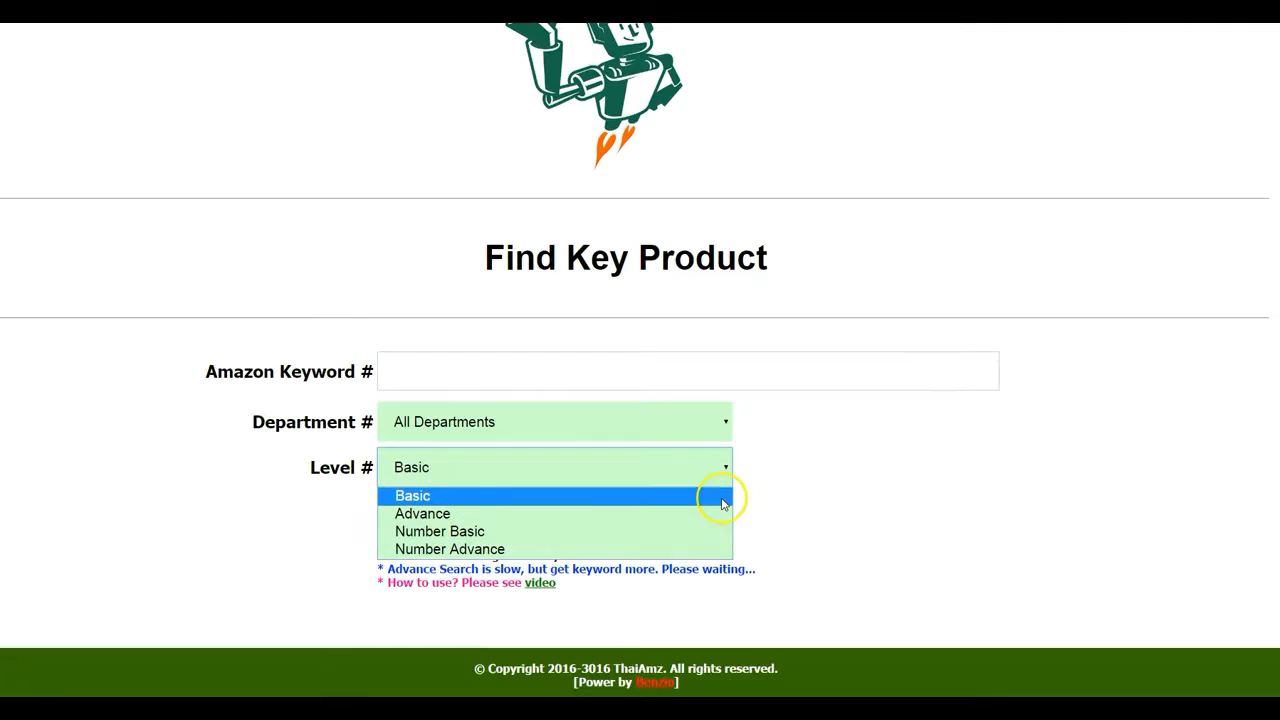 Find Key Product
Amazon Keyword #
Department # All Departments
Level # Basic
Basic
Advance
Number Basic
Number Advance
* Advance Search is slow, but get keyword more. Please waiting...
* How to use? Please see video
© Copyright 2016-3016 ThaiAmz. All rights reserved.
[Power by Benzio]